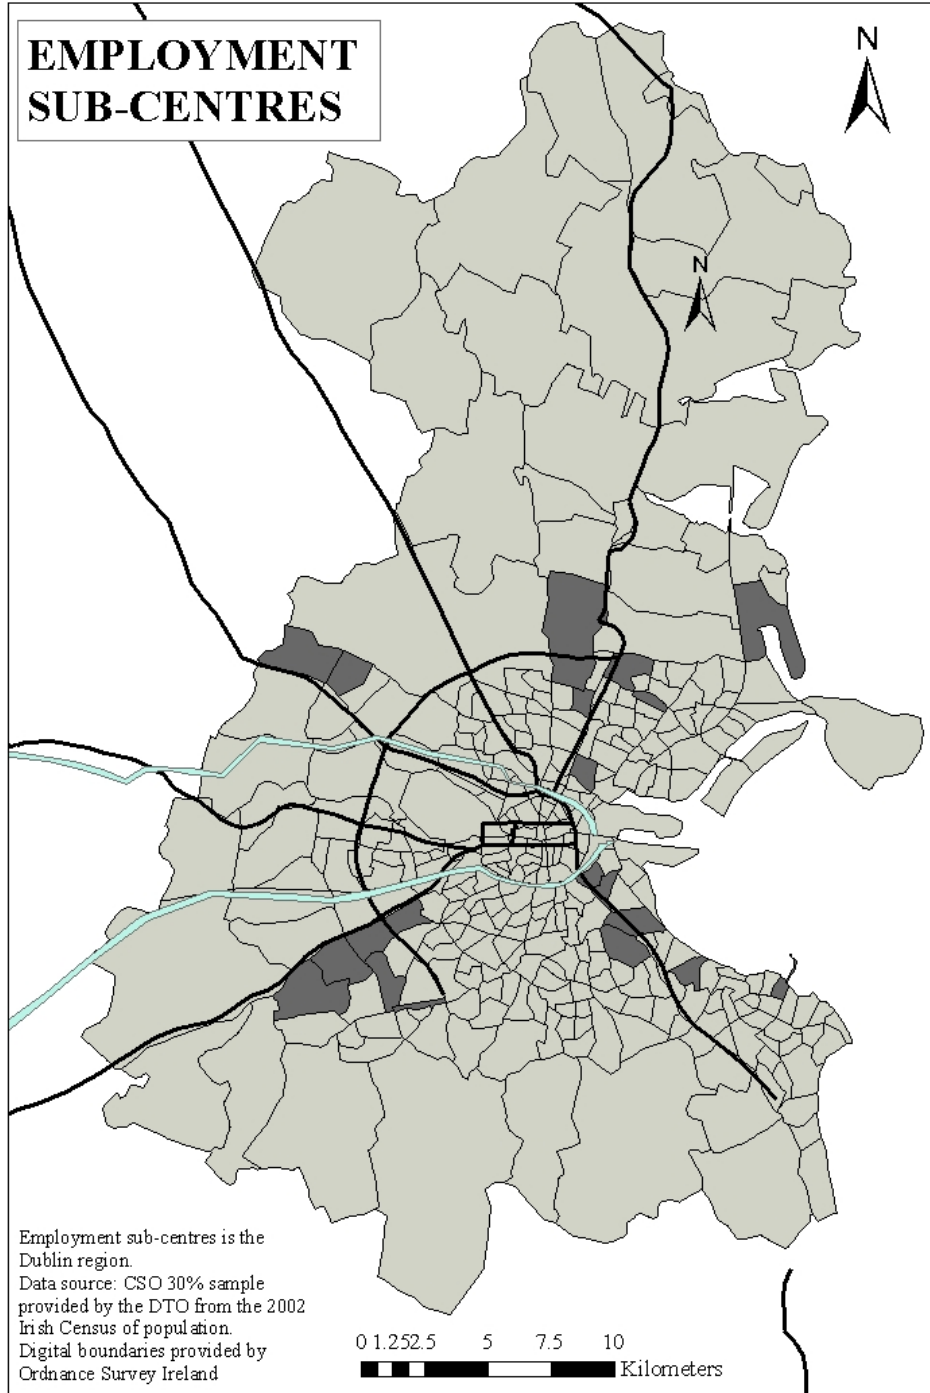 EMPLOYMENT
SUB-CENTRES
N
N
Employment sub-centres is the
Dublin region.
Data source: CSO 30% sample
provided by the DTO from the 2002
Irish Census of population.
Digital boundaries provided by
Ordnance Survey Ireland
0 1.252.5 5 7.5 10
Kilometers